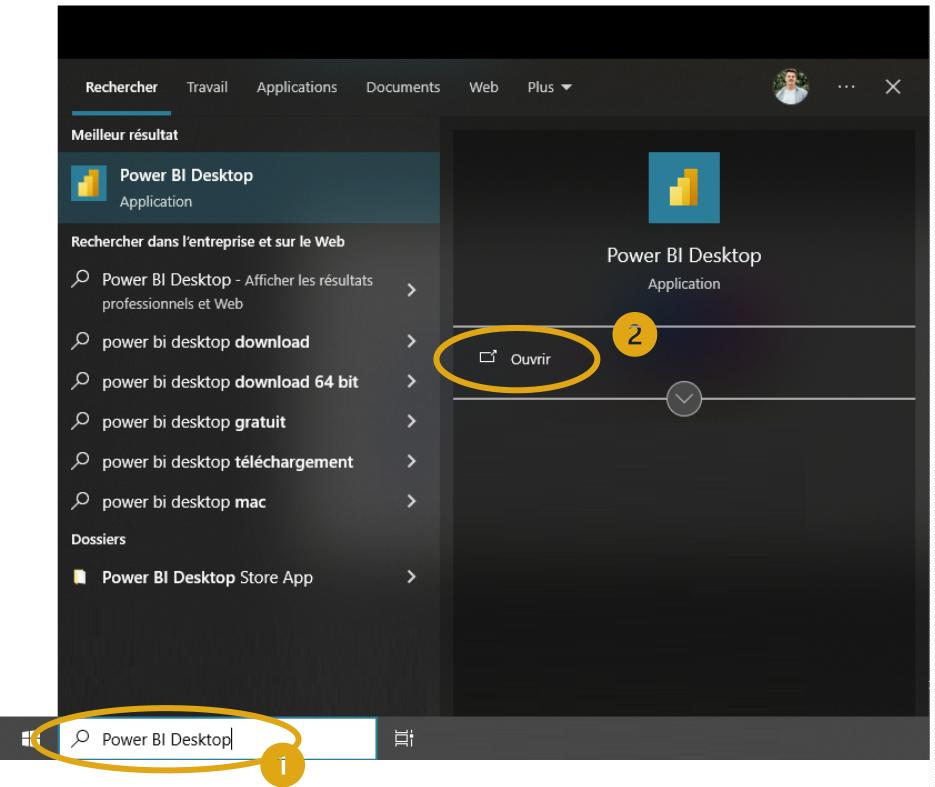 Rechercher Travail Applications Documents Web Plus
Meilleur résultat
Power BI Desktop
Application
Rechercher dans l'entreprise et sur le Web
Power BI Desktop - Afficher les résultats
professionnels et Web
power bi desktop download
power bi desktop download 64 bit
power bi desktop gratuit
power bi desktop téléchargement
power bi desktop mac
Dossiers
Power BI Desktop Store App
Power BI Desktop
Application
2
Ouvrir
Power BI Desktop
1